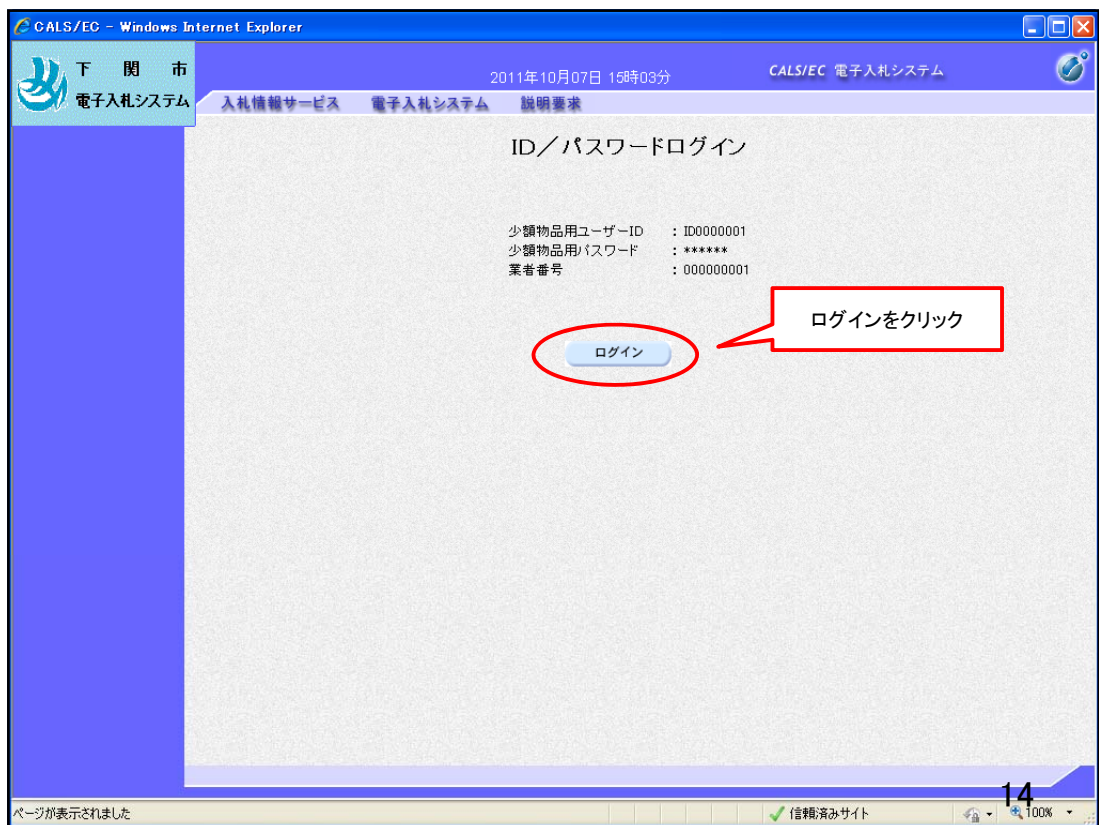 CALS/EC - Windows Internet Explorer
下 関 市
電子入札システム
2011年10月07日 15時03分
CALS/EC 電子入札システム
入札情報サービス 電子入札システム 説明要求
ID／パスワードログイン
少額物品用ユーザーID : ID0000001
少額物品用パスワード : ******
業者番号 : 000000001
ログインをクリック
ログイン
14
ページが表示されました
信頼済みサイト
100%